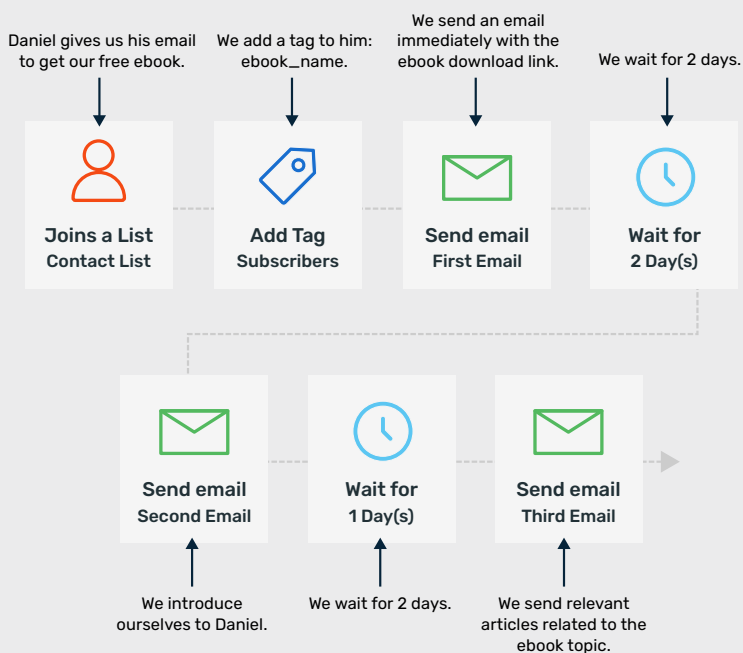 Daniel gives us his email
to get our free ebook.
We add a tag to him:
ebook_name.
We send an email
immediately with the
ebook download link.
We wait for 2 days.
Joins a List
Contact List
Add Tag
Subscribers
Send email
First Email
Wait for
2 Day(s)
Send email
Second Email
Wait for
1 Day(s)
Send email
Third Email
We introduce
ourselves to Daniel.
We wait for 2 days.
We send relevant
articles related to the
ebook topic.